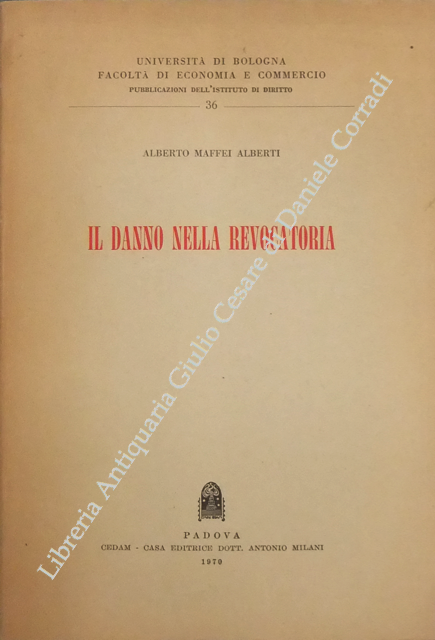 UNIVERSITÀ DI BOLOGNA
FACOLTÀ DI ECONOMIA E COMMERCIO
PUBBLICAZIONI DELL'ISTITUTO DI DIRITTO
36
ALBERTO MAFFEI ALBERTI
IL DANNO NELLA REVOCATORIA
PADOVA
CEDAM - CASA EDITRICE DOTT. ANTONIO MILANI
1970
Libreria Antiquaria Giulio Cesare di Daniele Corradi